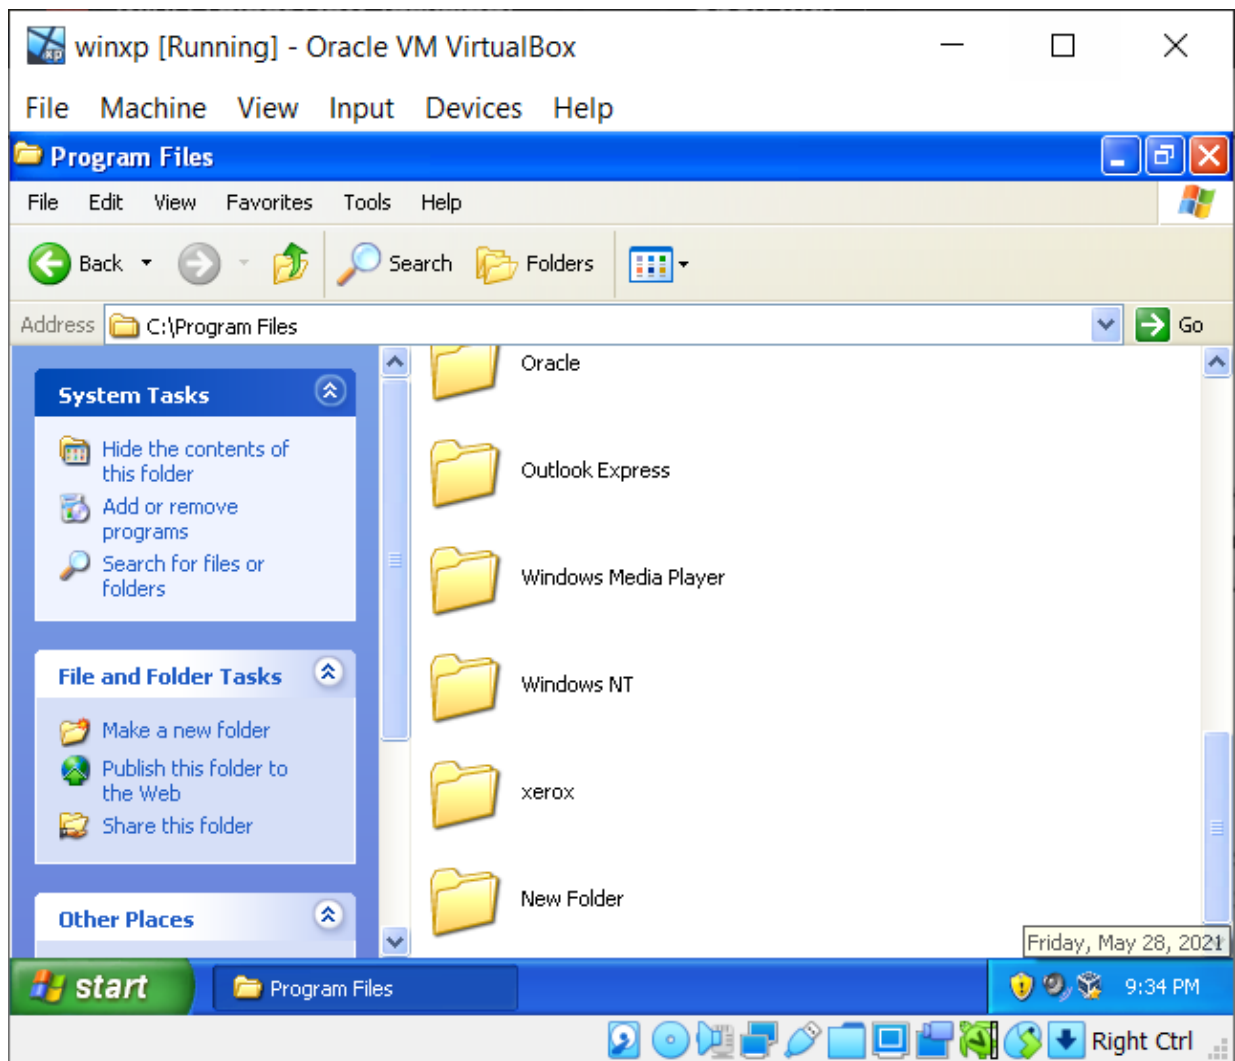 winxp [Running] - Oracle VM VirtualBox
File Machine View Input Devices Help
Program Files
File Edit View Favorites Tools Help
Back Search Folders
Address C:\Program Files Go
System Tasks
Hide the contents of
this folder
Add or remove
programs
Search for files or
folders
File and Folder Tasks
Make a new folder
Publish this folder to
the Web
Share this folder
Other Places
Oracle
Outlook Express
Windows Media Player
Windows NT
xerox
New Folder
Friday, May 28, 2021
start Program Files 9:34 PM
Right Ctrl